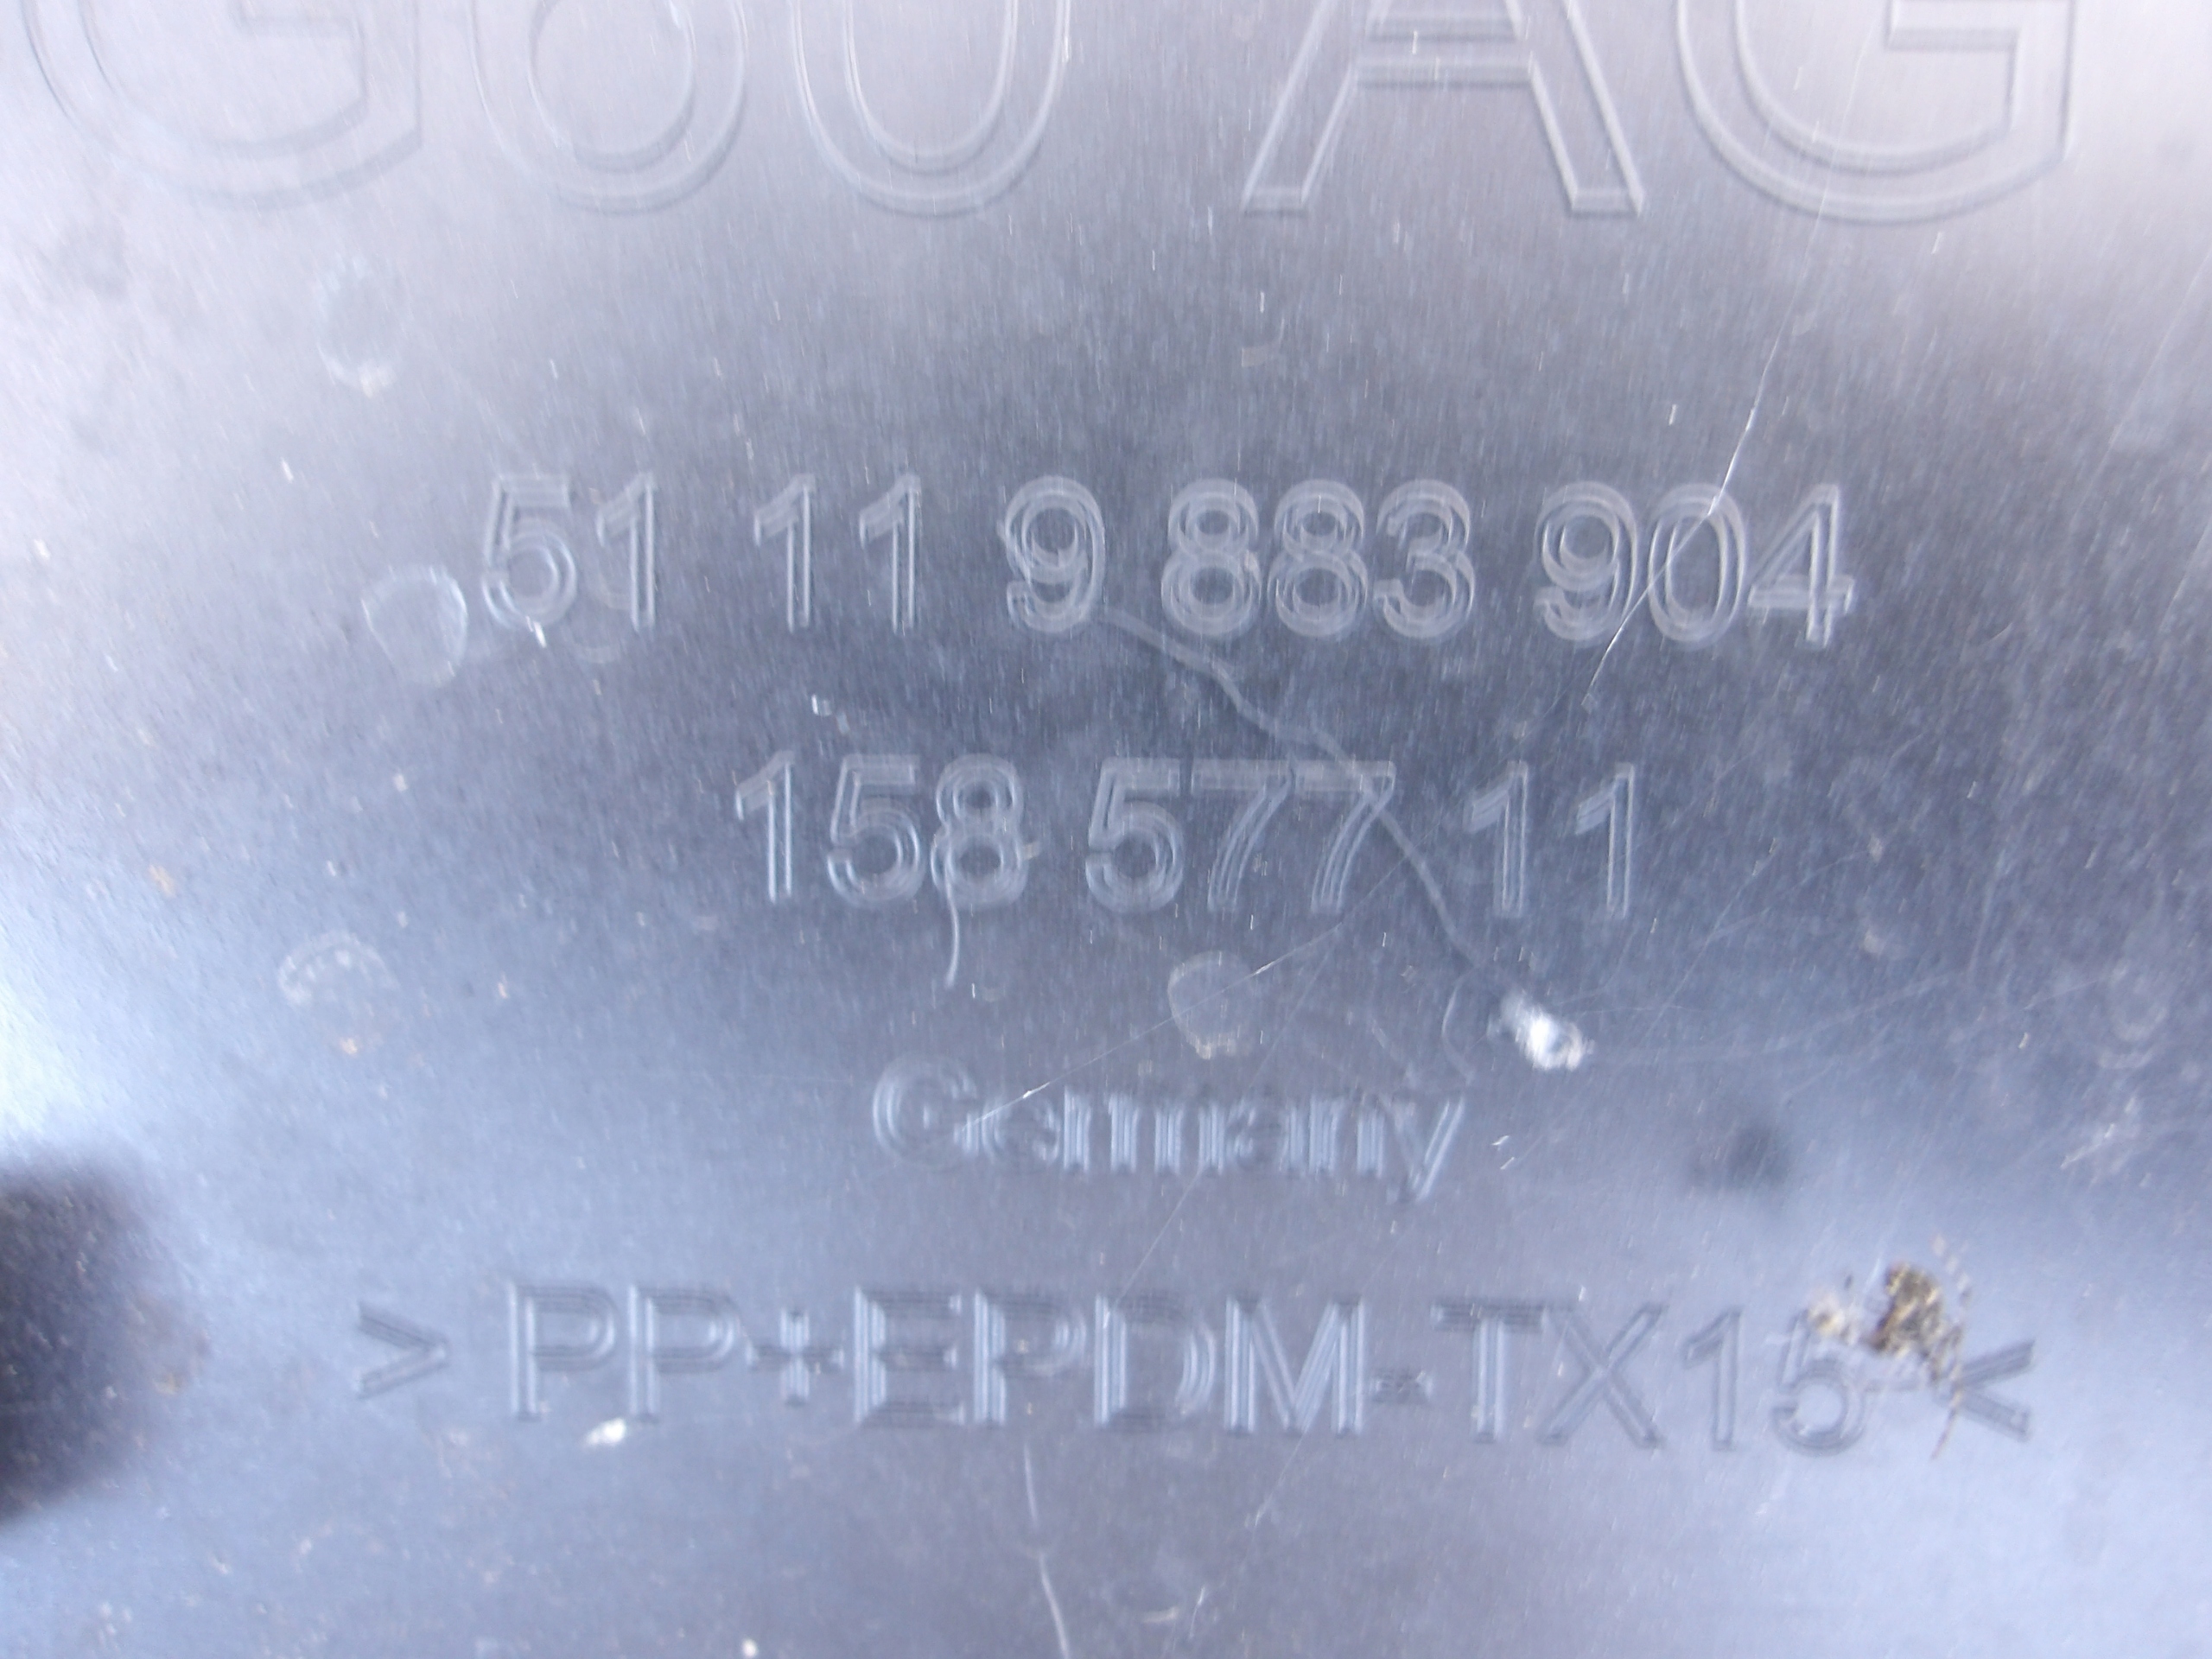 G60 AG
51 11 9 883 904
158 577 11
Germany
> PP+EPDM-TX15 <